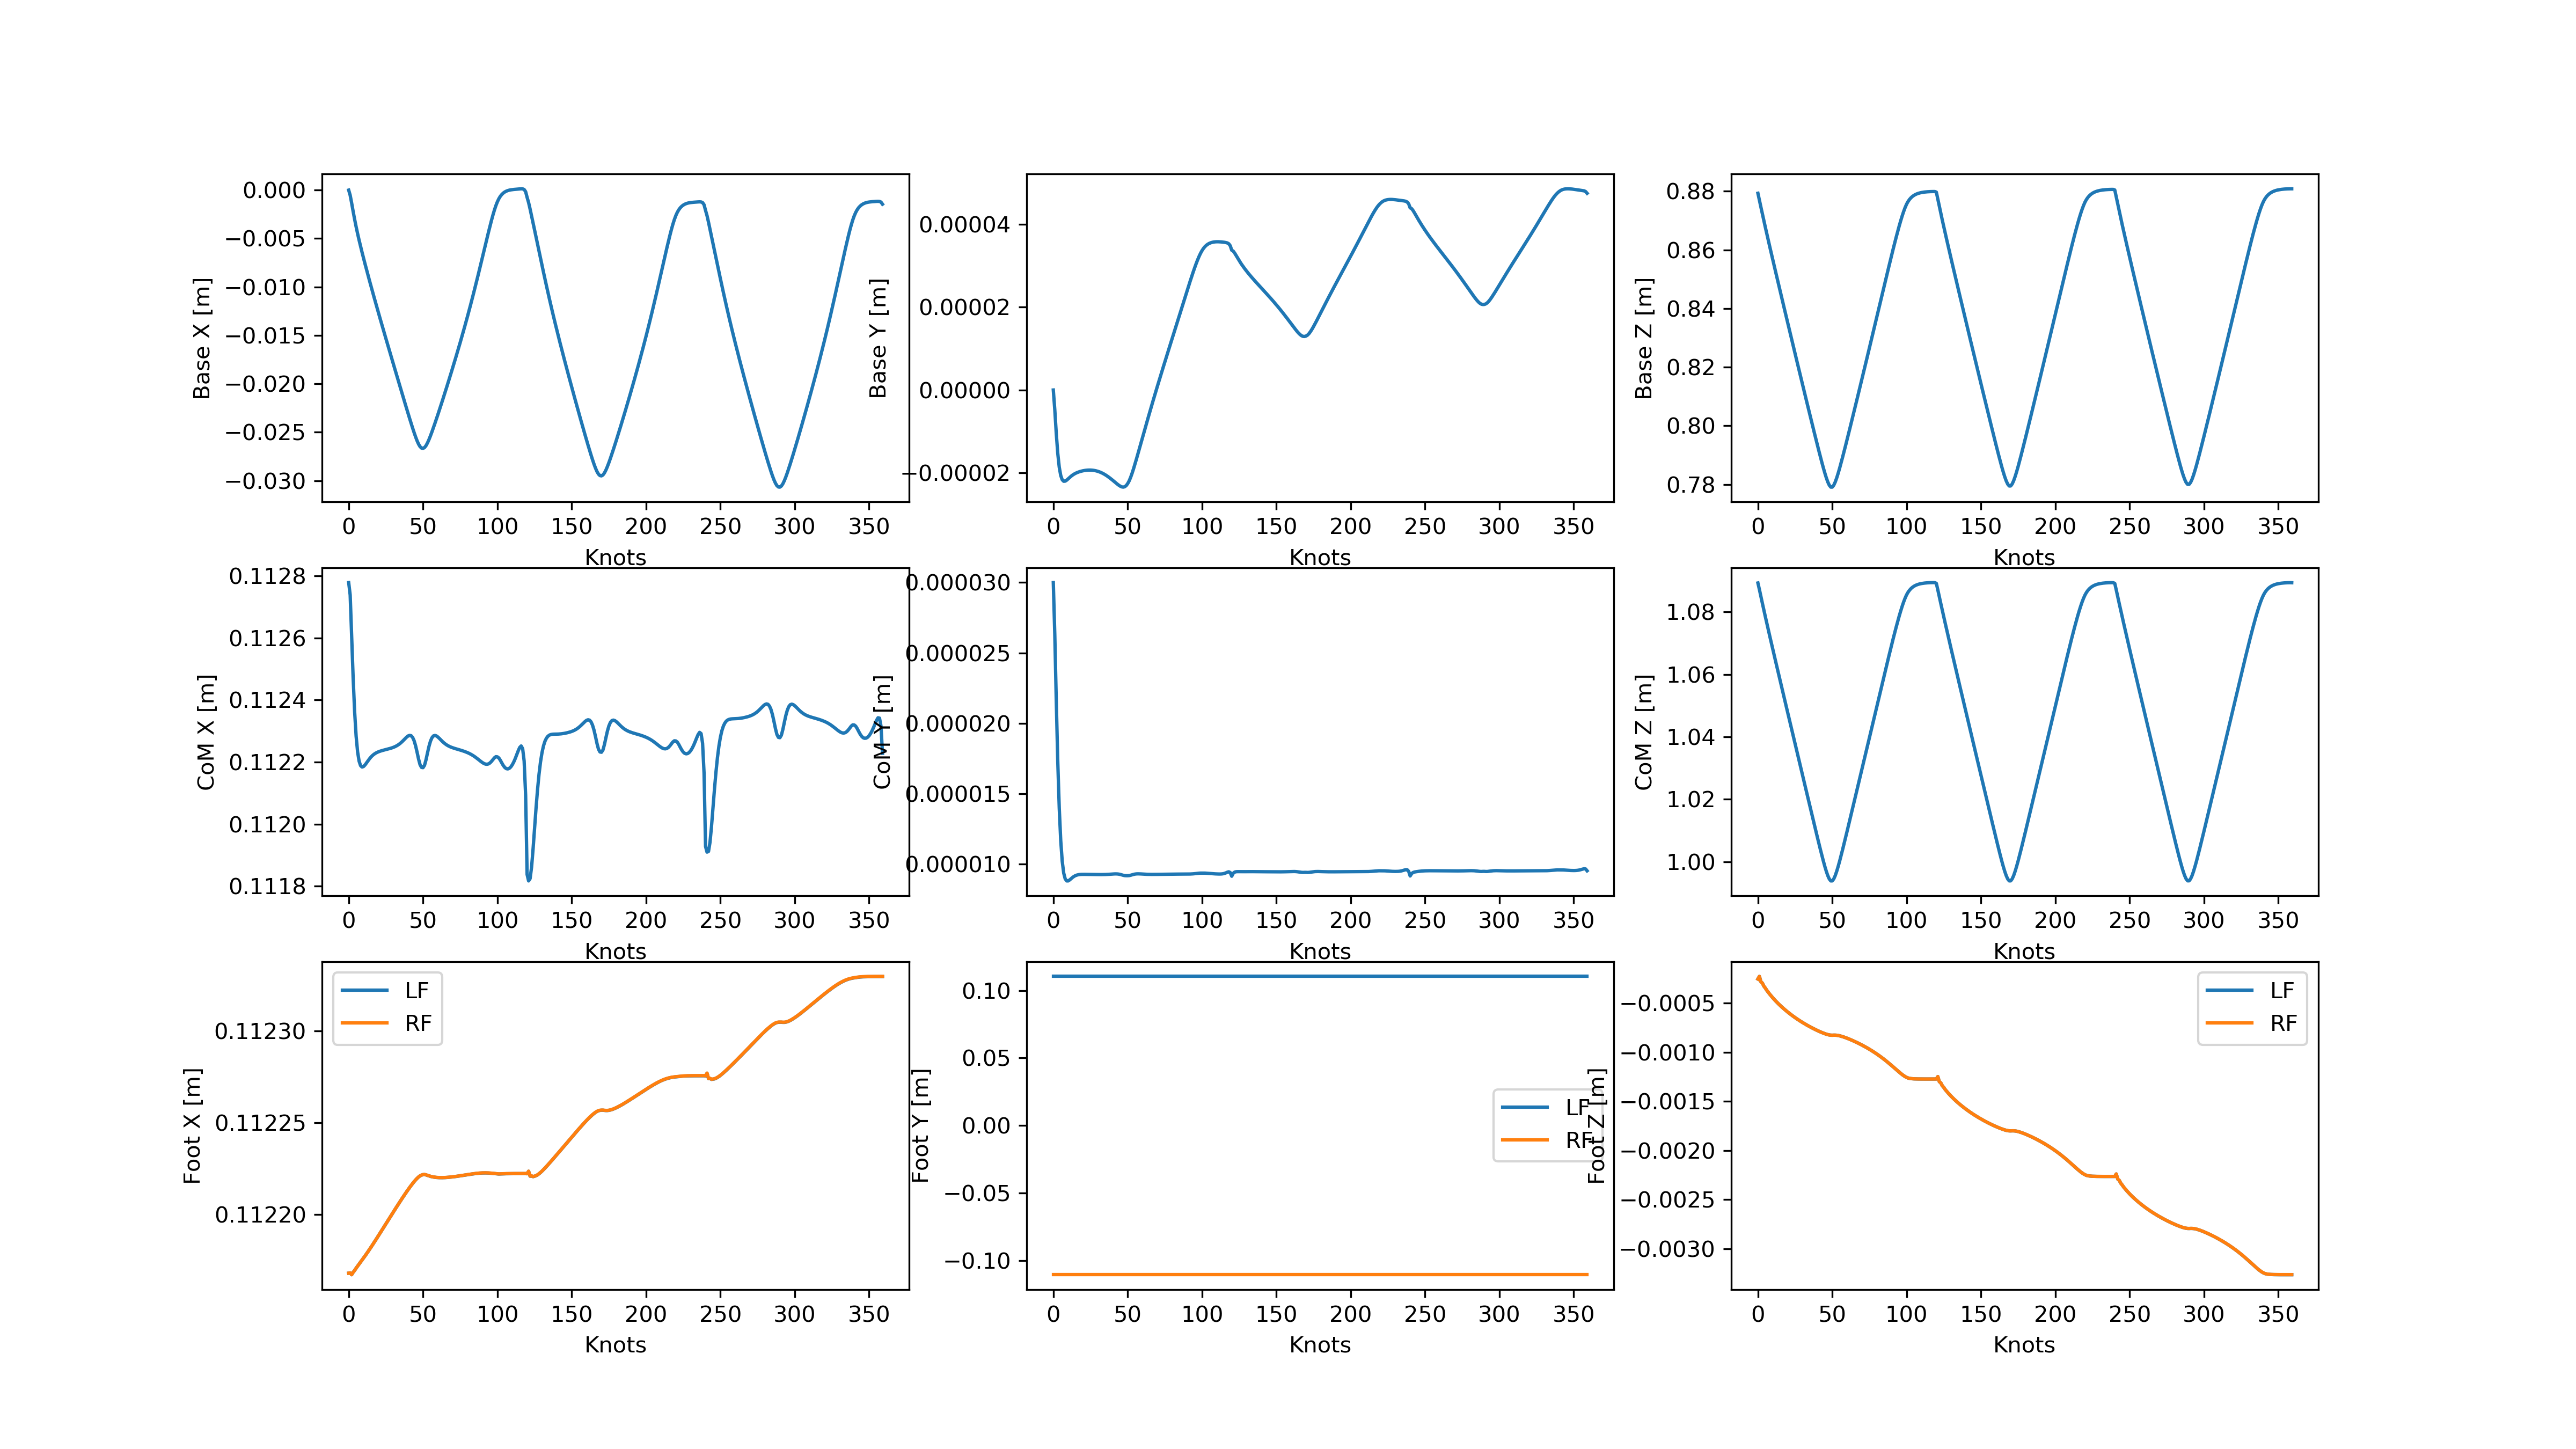 Base X [m]
0.000
−0.005
−0.010
−0.015
−0.020
−0.025
−0.030
0 50 100 150 200 250 300 350
Knots
Base Y [m]
0.00004
0.00002
0.00000
−0.00002
0 50 100 150 200 250 300 350
Knots
Base Z [m]
0.88
0.86
0.84
0.82
0.80
0.78
0 50 100 150 200 250 300 350
Knots
CoM X [m]
0.1128
0.1126
0.1124
0.1122
0.1120
0.1118
0 50 100 150 200 250 300 350
Knots
CoM Y [m]
0.000030
0.000025
0.000020
0.000015
0.000010
0 50 100 150 200 250 300 350
Knots
CoM Z [m]
1.08
1.06
1.04
1.02
1.00
0 50 100 150 200 250 300 350
Knots
Foot X [m]
0.11230
0.11225
0.11220
LF
RF
0 50 100 150 200 250 300 350
Knots
Foot Y [m]
0.10
0.05
0.00
−0.05
−0.10
LF
RF
0 50 100 150 200 250 300 350
Knots
Foot Z [m]
−0.0005
−0.0010
−0.0015
−0.0020
−0.0025
−0.0030
LF
RF
0 50 100 150 200 250 300 350
Knots